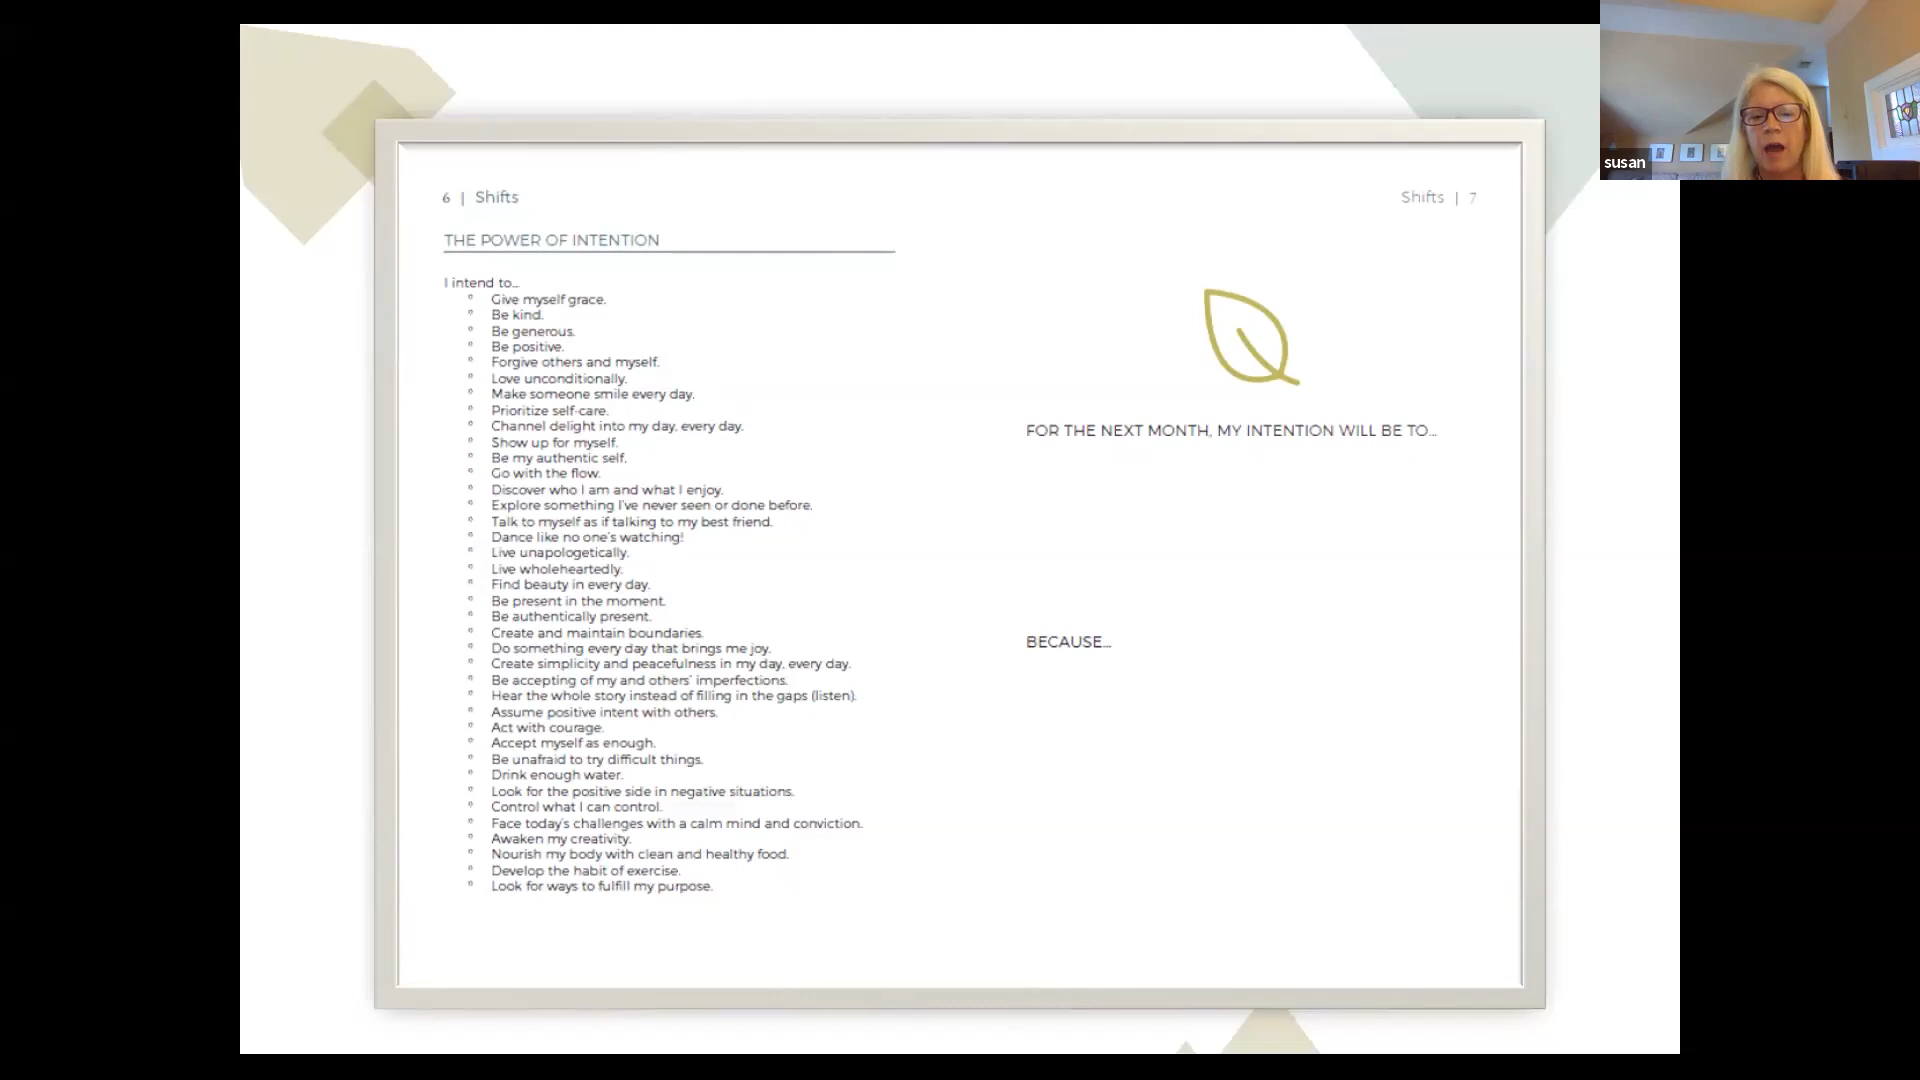 6 | Shifts
Shifts | 7
THE POWER OF INTENTION
I intend to...
° Give myself grace.
° Be kind.
° Be generous.
° Be positive.
° Forgive others and myself.
° Love unconditionally.
° Make someone smile every day.
° Prioritize self-care.
° Channel delight into my day, every day.
° Show up for myself.
° Be my authentic self.
° Go with the flow.
° Discover who I am and what I enjoy.
° Explore something I've never seen or done before.
° Talk to myself as if talking to my best friend.
° Dance like no one's watching!
° Live unapologetically.
° Live wholeheartedly.
° Find beauty in every day.
° Be present in the moment.
° Be authentically present.
° Create and maintain boundaries.
° Do something every day that brings me joy.
° Create simplicity and peacefulness in my day, every day.
° Be accepting of my and others' imperfections.
° Hear the whole story instead of filling in the gaps (listen).
° Assume positive intent with others.
° Act with courage.
° Accept myself as enough.
° Be unafraid to try difficult things.
° Drink enough water.
° Look for the positive side in negative situations.
° Control what I can control.
° Face today's challenges with a calm mind and conviction.
° Awaken my creativity.
° Nourish my body with clean and healthy food.
° Develop the habit of exercise.
° Look for ways to fulfill my purpose.
FOR THE NEXT MONTH, MY INTENTION WILL BE TO...
BECAUSE...
susan